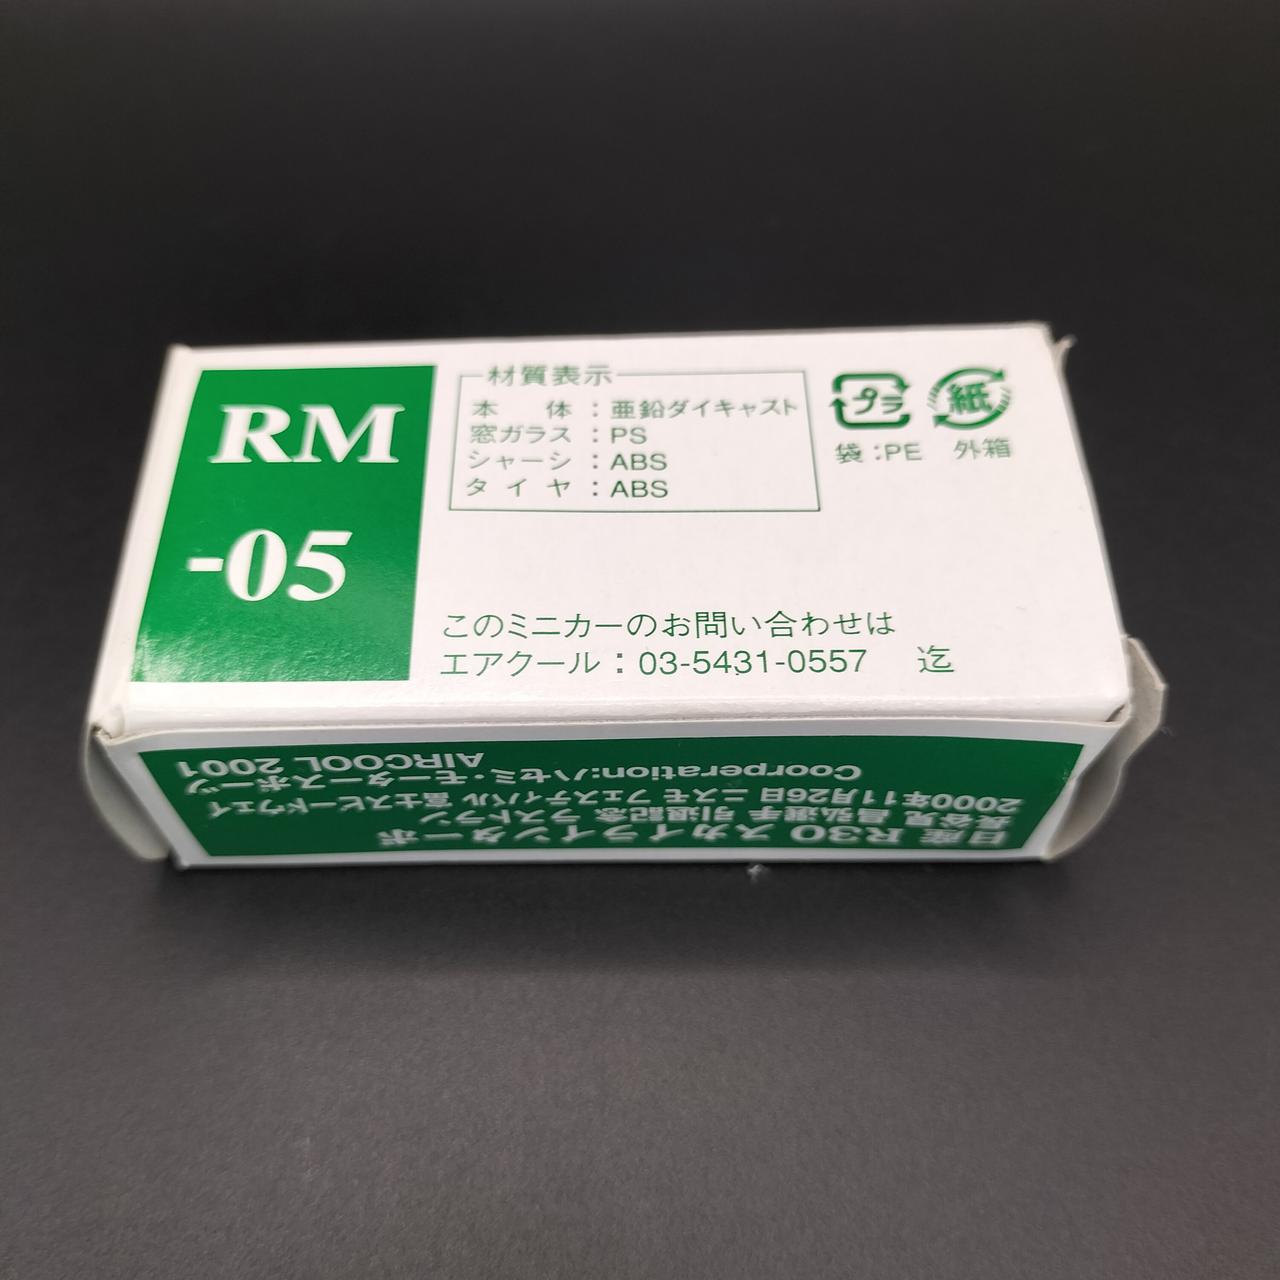 RM
-05
材質表示
本体：亜鉛ダイキャスト
窓ガラス：PS
シャーシ：ABS
タイヤ：ABS
プラ
紙
袋：PE 外箱
このミニカーのお問い合わせは
エアクール：03-5431-0557 迄
日産 R30 スカイラインターボ
長谷見 昌弘選手 引退記念 ラストラン
2000年11月26日 ニスモ フェスティバル 富士スピードウェイ
Coorperation:ハセミ・モータースポーツ
AIRCOOL 2001